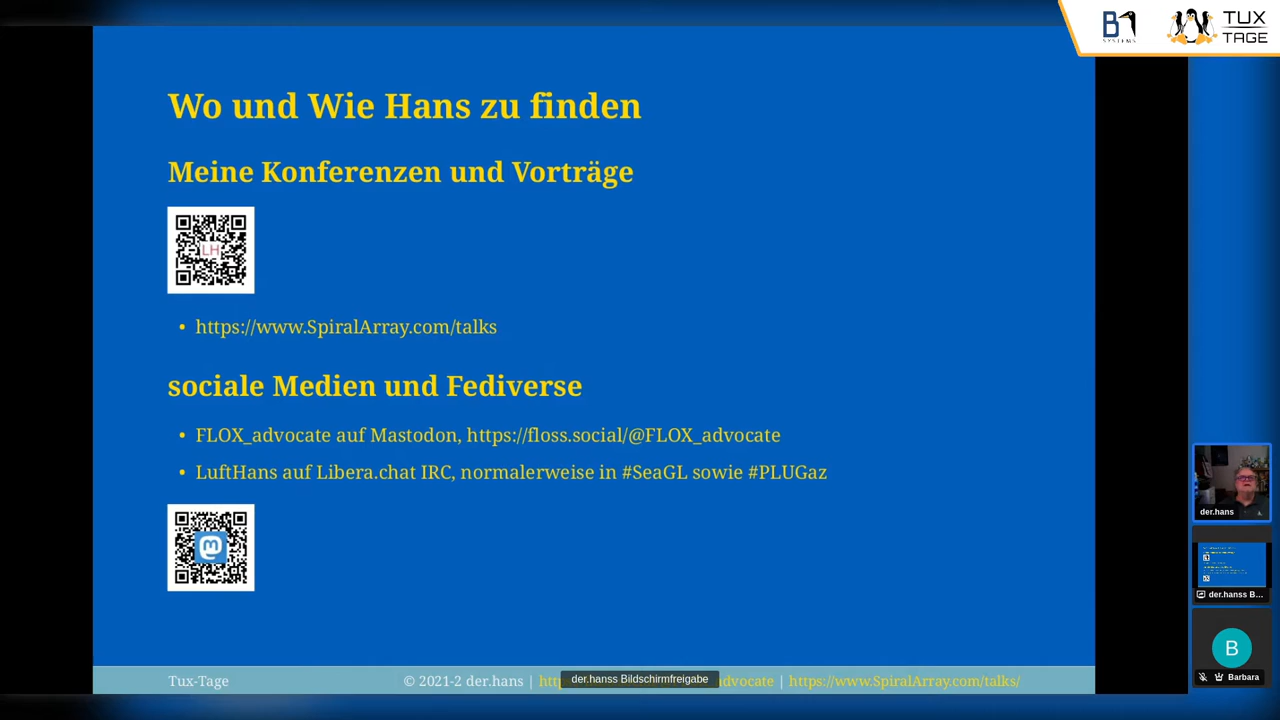 B1
SYSTEMS
TUX
TAGE
Wo und Wie Hans zu finden
Meine Konferenzen und Vorträge
LH
• https://www.SpiralArray.com/talks
sociale Medien und Fediverse
• FLOX_advocate auf Mastodon, https://floss.social/@FLOX_advocate
• LuftHans auf Libera.chat IRC, normalerweise in #SeaGL sowie #PLUGaz
der.hans
der.hanss B...
B
Barbara
Tux-Tage
© 2021-2 der.hans | advocate | https://www.SpiralArray.com/talks/
der.hanss Bildschirmfreigabe